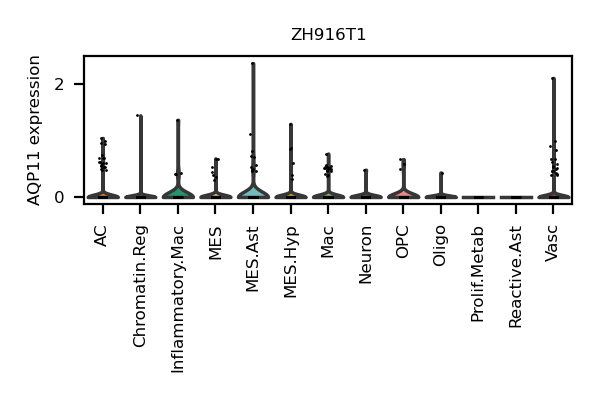 ZH916T1
AQP11 expression
2
0
AC
Chromatin.Reg
Inflammatory.Mac
MES
MES.Ast
MES.Hyp
Mac
Neuron
OPC
Oligo
Prolif.Metab
Reactive.Ast
Vasc